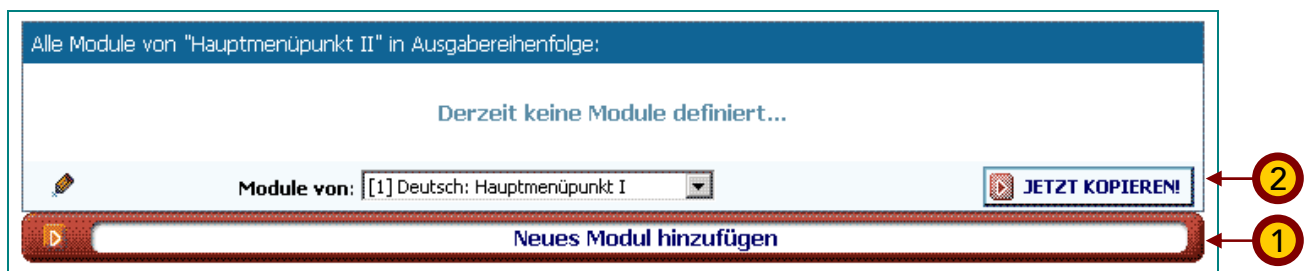 Alle Module von "Hauptmenüpunkt II" in Ausgabereihenfolge:
Derzeit keine Module definiert...
Module von: [1] Deutsch: Hauptmenüpunkt I JETZT KOPIEREN! 2
Neues Modul hinzufügen 1